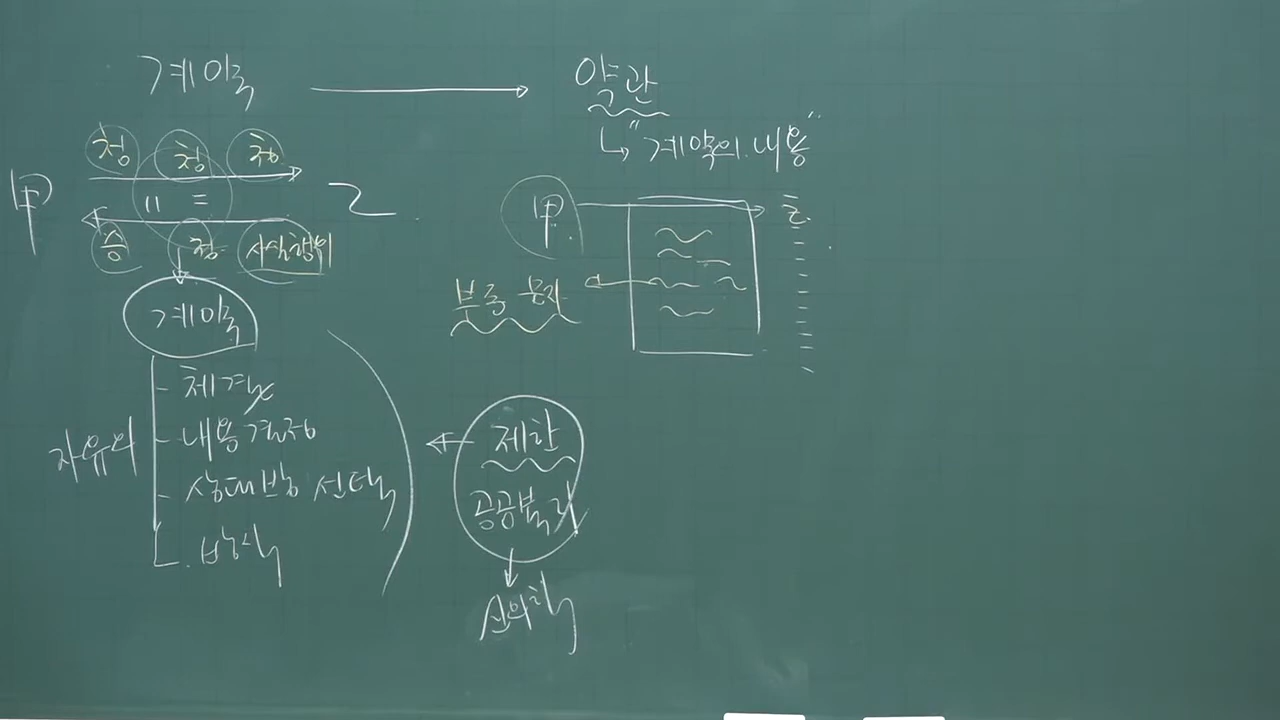 계약
약관
"계약의 내용"
청 청 청
甲 = 乙
승 청 사실행위
계약
甲
부동문자
자유의
체결
내용결정
상대방 선택
방식
제한
공공복리
신의칙